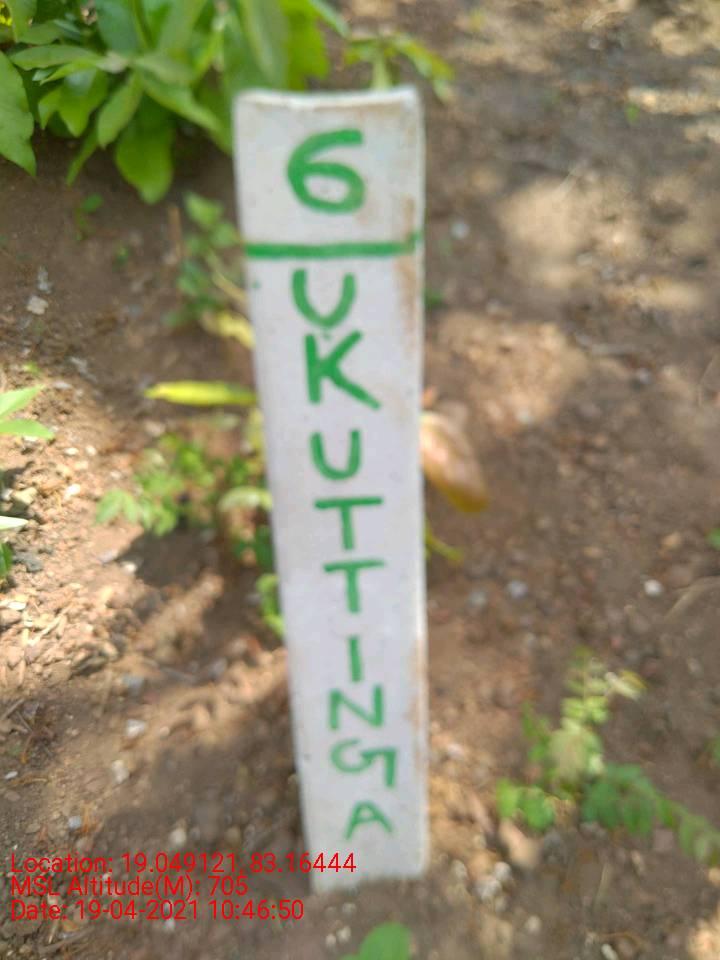 6
UKUTTINGA
Location: 19.049121, 83.16444
MSL Altitude(M): 705
Date: 19-04-2021 10:46:50